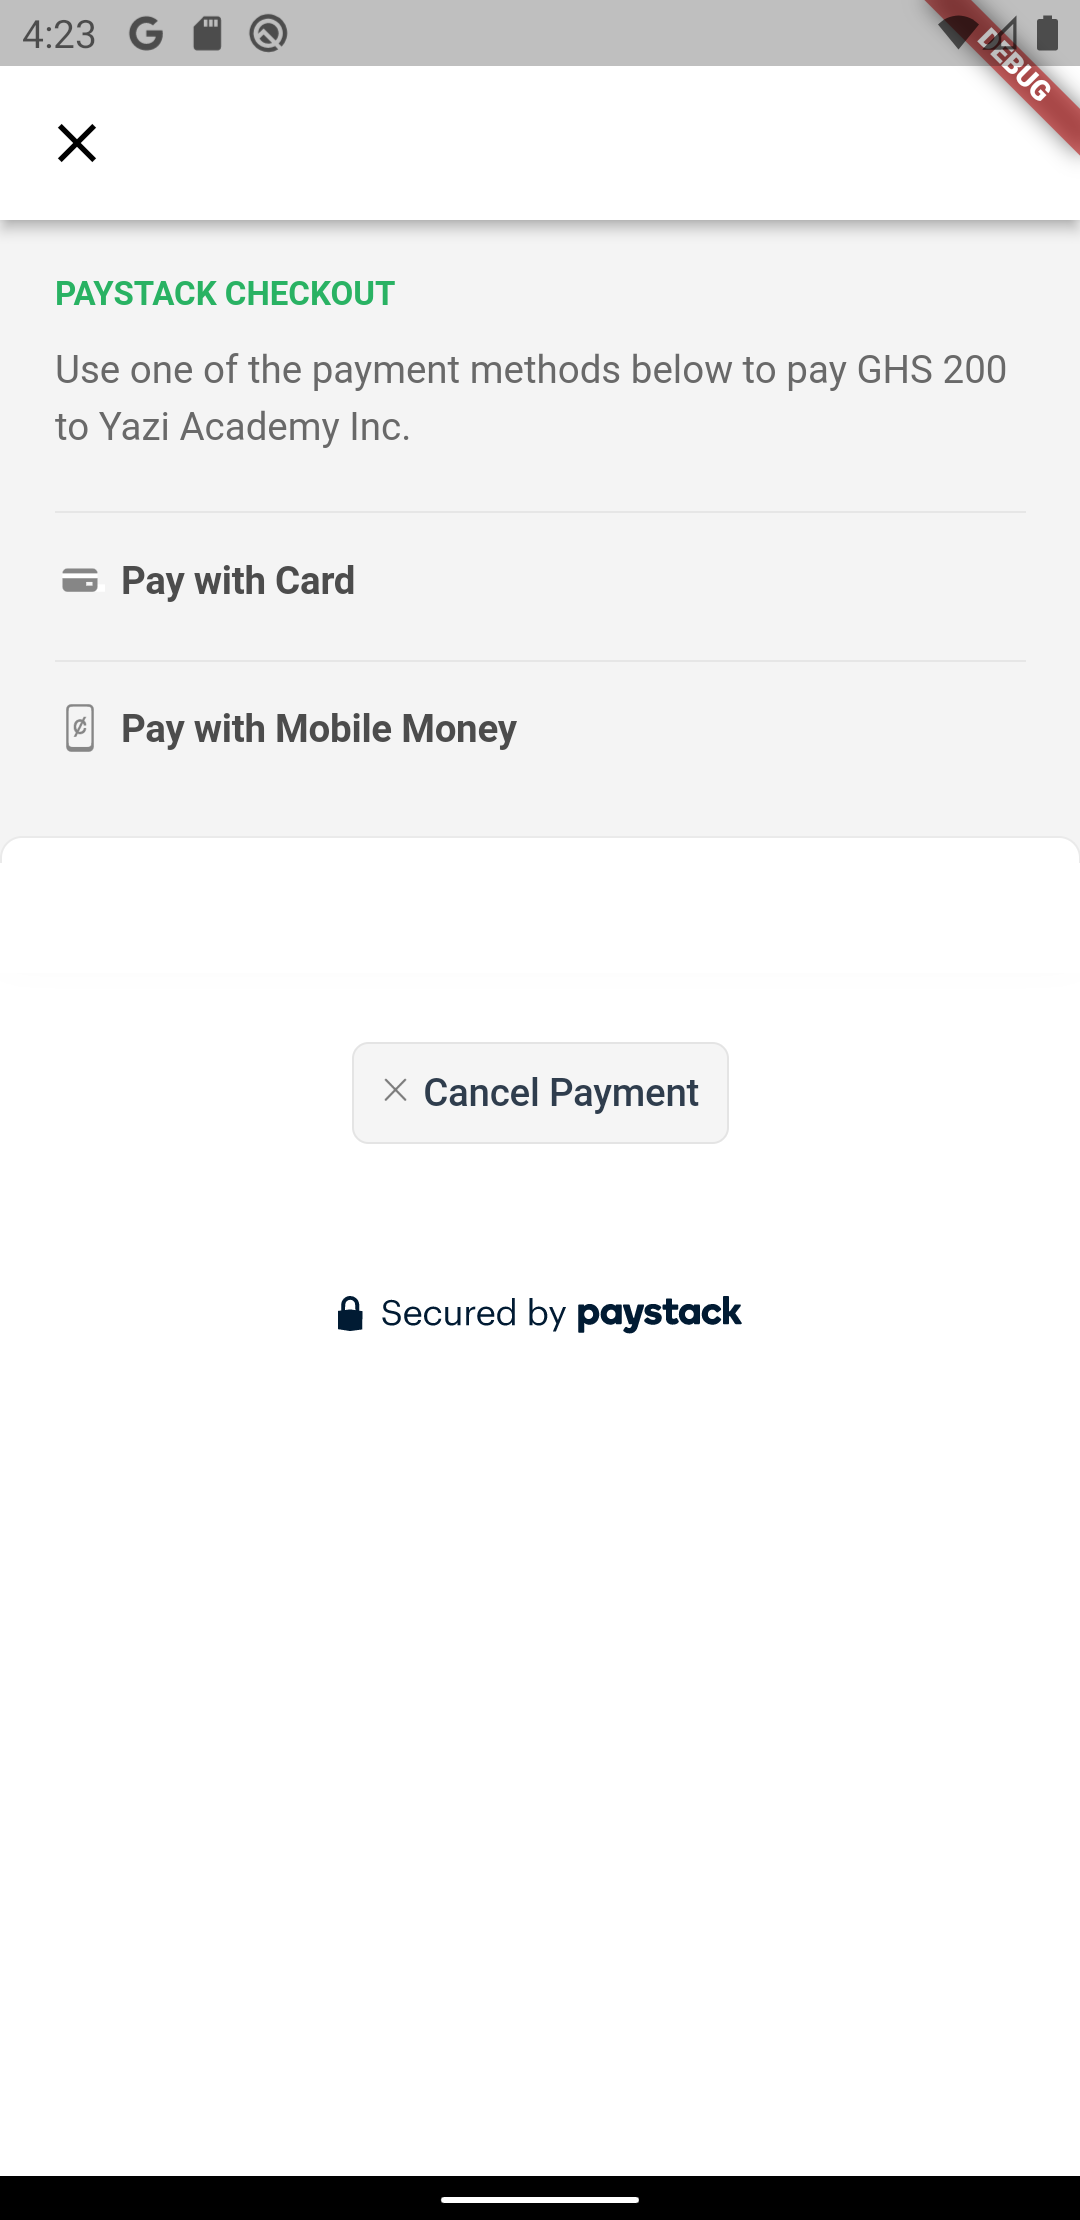 4:23
DEBUG
PAYSTACK CHECKOUT
Use one of the payment methods below to pay GHS 200
to Yazi Academy Inc.
Pay with Card
Pay with Mobile Money
Cancel Payment
Secured by paystack